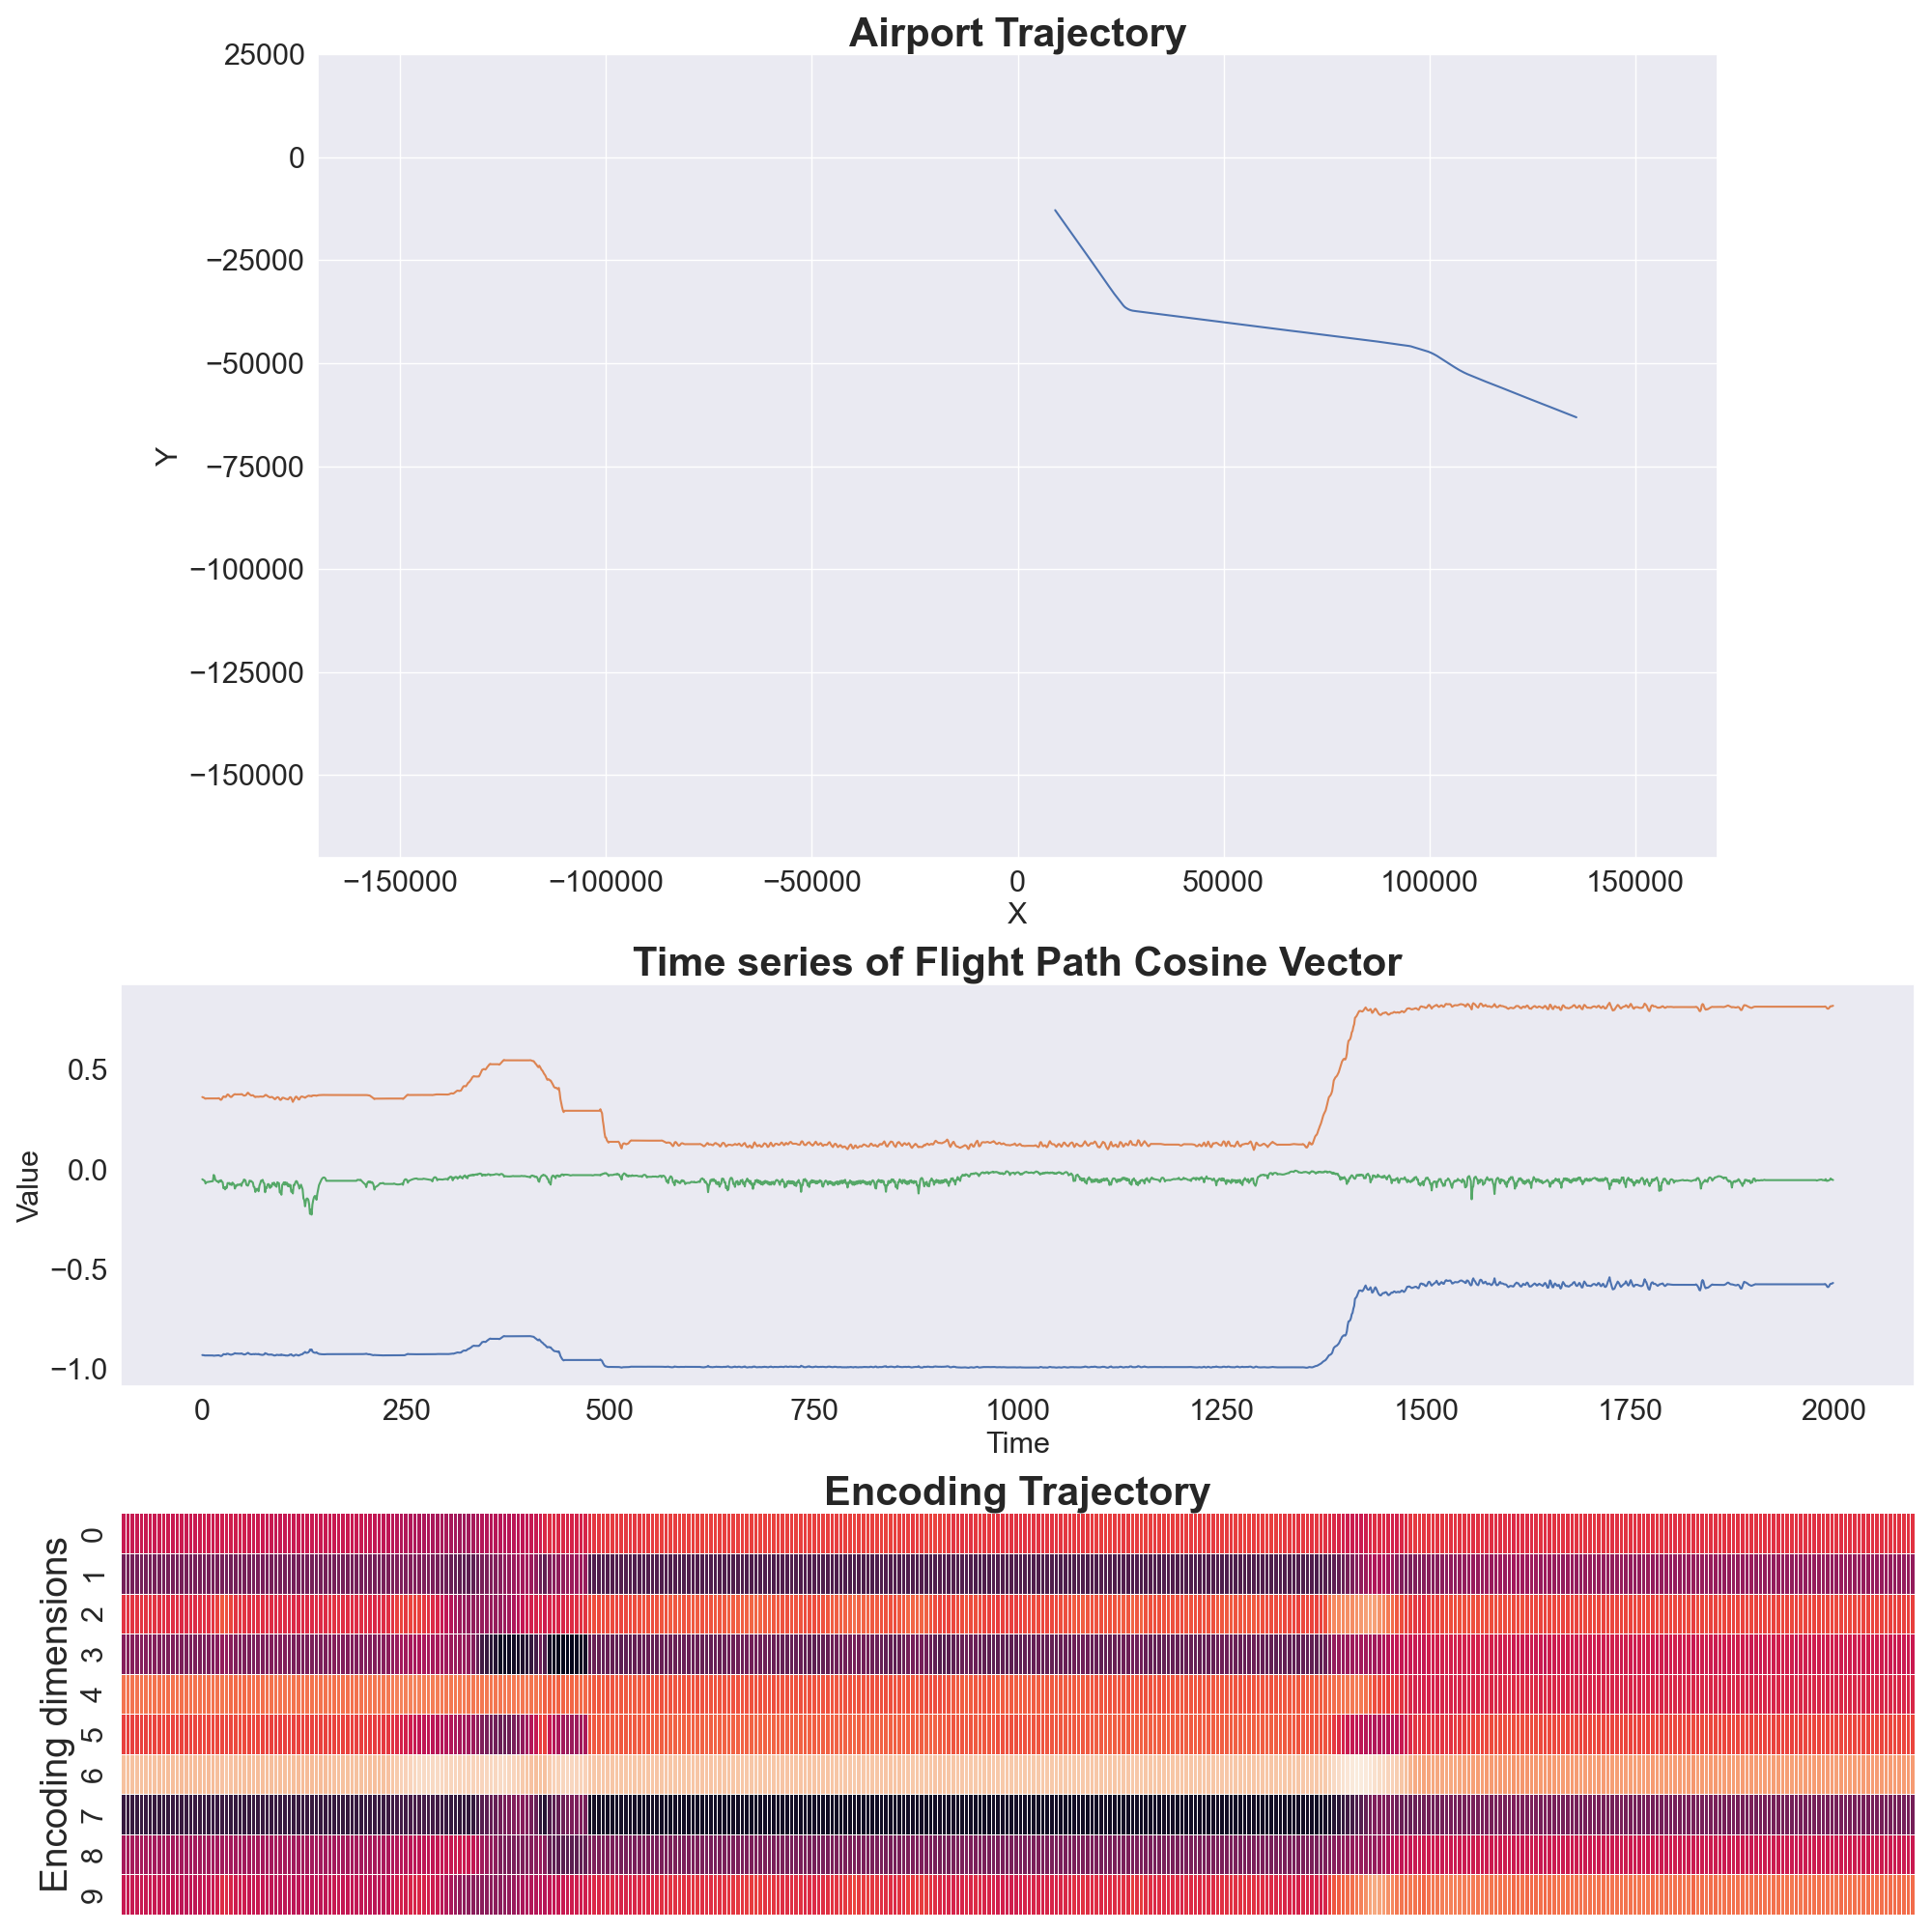 Airport Trajectory
25000
0
−25000
−50000
−75000
−100000
−125000
−150000
Y
−150000 −100000 −50000 0 50000 100000 150000
X
Time series of Flight Path Cosine Vector
0.5
0.0
−0.5
−1.0
Value
0 250 500 750 1000 1250 1500 1750 2000
Time
Encoding Trajectory
0
1
2
3
4
5
6
7
8
9
Encoding dimensions